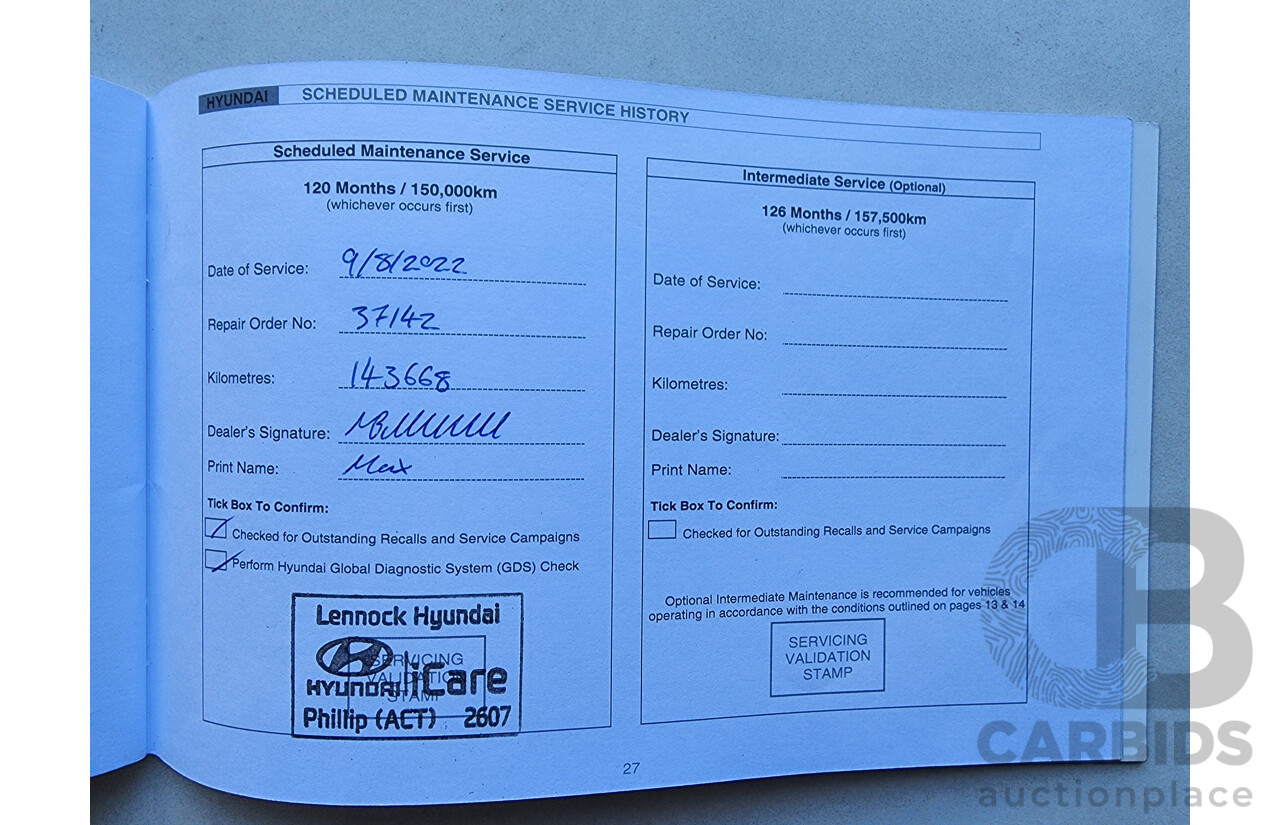 HYUNDAI SCHEDULED MAINTENANCE SERVICE HISTORY
Scheduled Maintenance Service
120 Months / 150,000km
(whichever occurs first)
Date of Service: 9/8/2022
Repair Order No: 37142
Kilometres: 143668
Dealer's Signature:
Print Name: Max
Tick Box To Confirm:
Checked for Outstanding Recalls and Service Campaigns
Perform Hyundai Global Diagnostic System (GDS) Check
Lennock Hyundai
SERVICING
VALIDATION
STAMP
HYUNDAI iCare
Phillip (ACT) 2607
Intermediate Service (Optional)
126 Months / 157,500km
(whichever occurs first)
Date of Service:
Repair Order No:
Kilometres:
Dealer's Signature:
Print Name:
Tick Box To Confirm:
Checked for Outstanding Recalls and Service Campaigns
Optional Intermediate Maintenance is recommended for vehicles
operating in accordance with the conditions outlined on pages 13 & 14
SERVICING
VALIDATION
STAMP
27
CB
CARBIDS
auctionplace